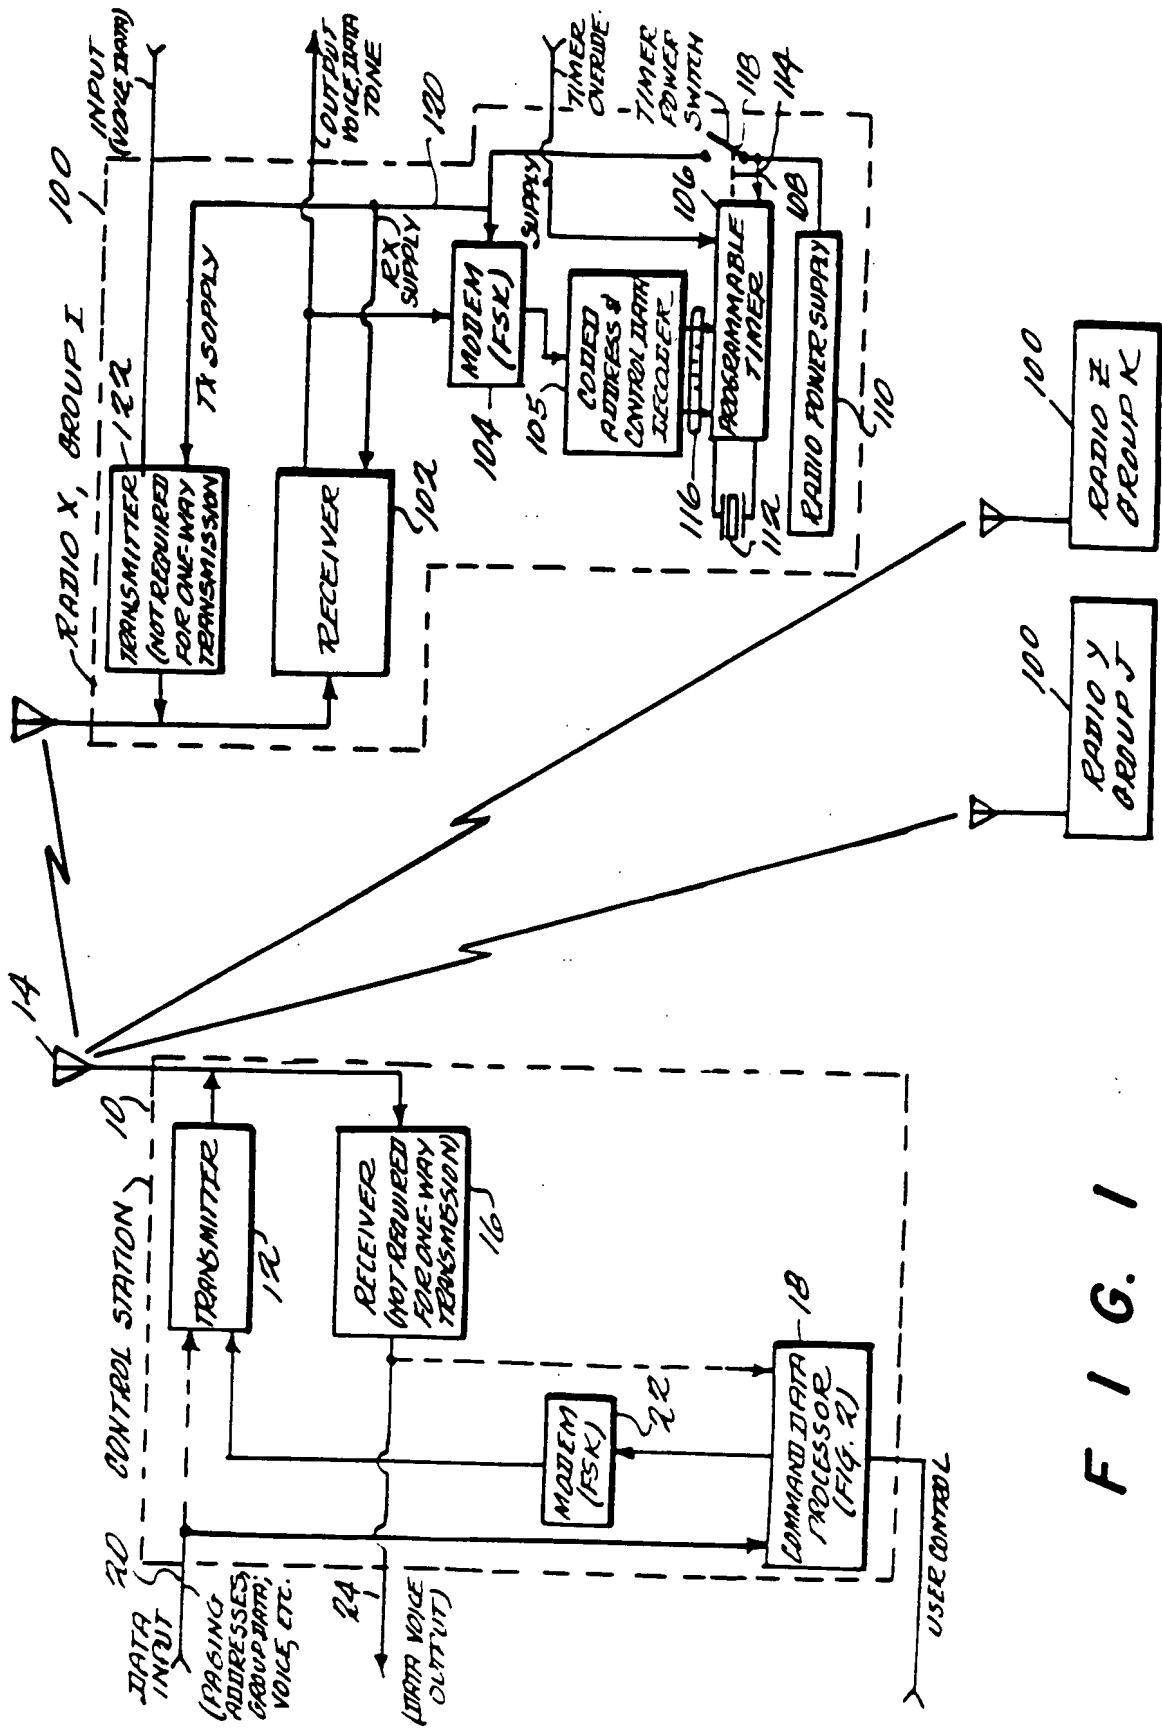 DATA
INPUT
20
(PAGING
ADDRESSES,
GROUP DATA,
VOICE, ETC.
24
(DATA VOICE
OUTPUT)
USER CONTROL
CONTROL STATION
10
14
TRANSMITTER
12
RECEIVER
(NOT REQUIRED
FOR ONE-WAY
TRANSMISSION)
16
MODEM
(FSK)
22
COMMAND DATA
PROCESSOR
(FIG. 2)
18
RADIO X, GROUP I
100
TRANSMITTER
(NOT REQUIRED
FOR ONE-WAY
TRANSMISSION
122
INPUT
(VOICE, DATA)
TX SUPPLY
RECEIVER
102
RX
SUPPLY
OUTPUT
VOICE, DATA
TONE
120
MODEM
(FSK)
104
SUPPLY
TIMER
OVERIDE.
CODED
ADDRESS &
CONTROL DATA
DECODER
105
116
106
PROGRAMMABLE
TIMER
112
TIMER
POWER
SWITCH
118
114
108
RADIO POWER SUPPLY
110
RADIO Y
GROUP J
100
RADIO Z
GROUP K
100
FIG. 1